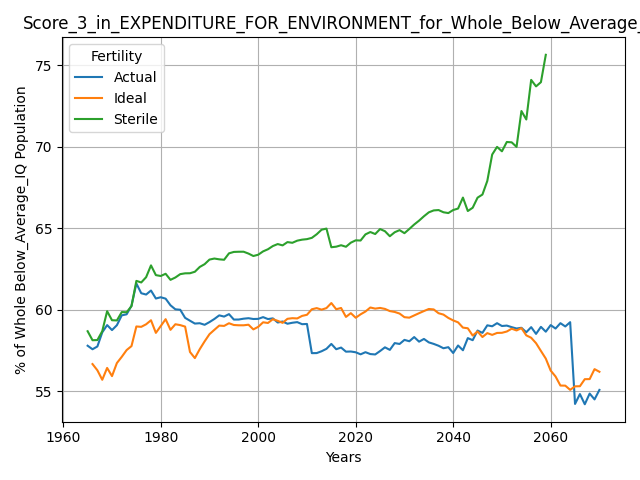 Score_3_in_EXPENDITURE_FOR_ENVIRONMENT_for_Whole_Below_Average_
Fertility
Actual
Ideal
Sterile
% of Whole Below_Average_IQ Population
75
70
65
60
55
1960 1980 2000 2020 2040 2060
Years